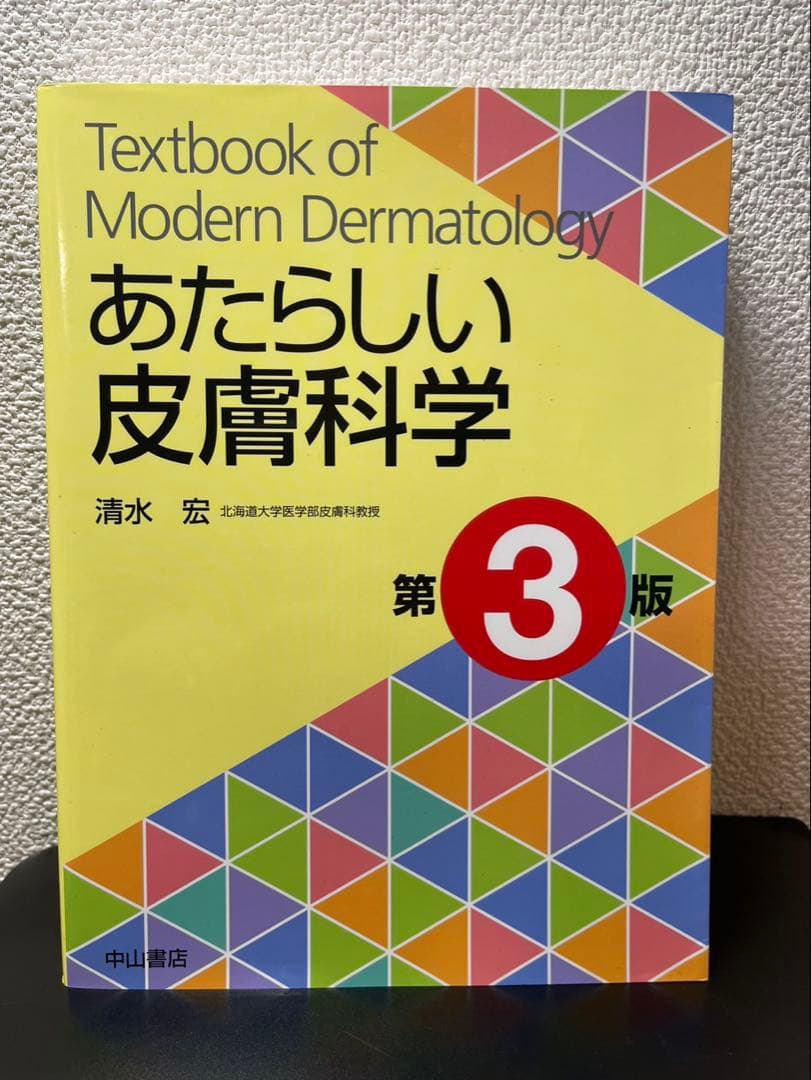 Textbook of
Modern Dermatology
あたらしい
皮膚科学
清水 宏 北海道大学医学部皮膚科教授
第3版
中山書店